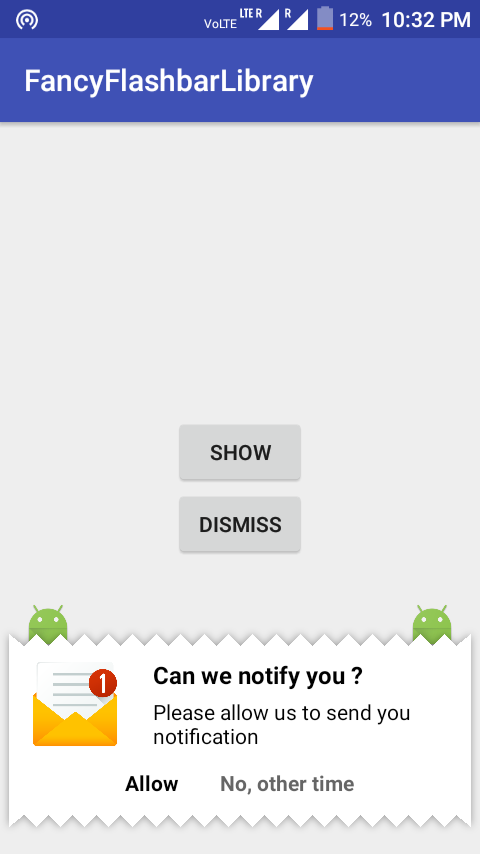 VoLTE LTE R R 12% 10:32 PM
FancyFlashbarLibrary
SHOW
DISMISS
1
Can we notify you ?
Please allow us to send you
notification
Allow No, other time